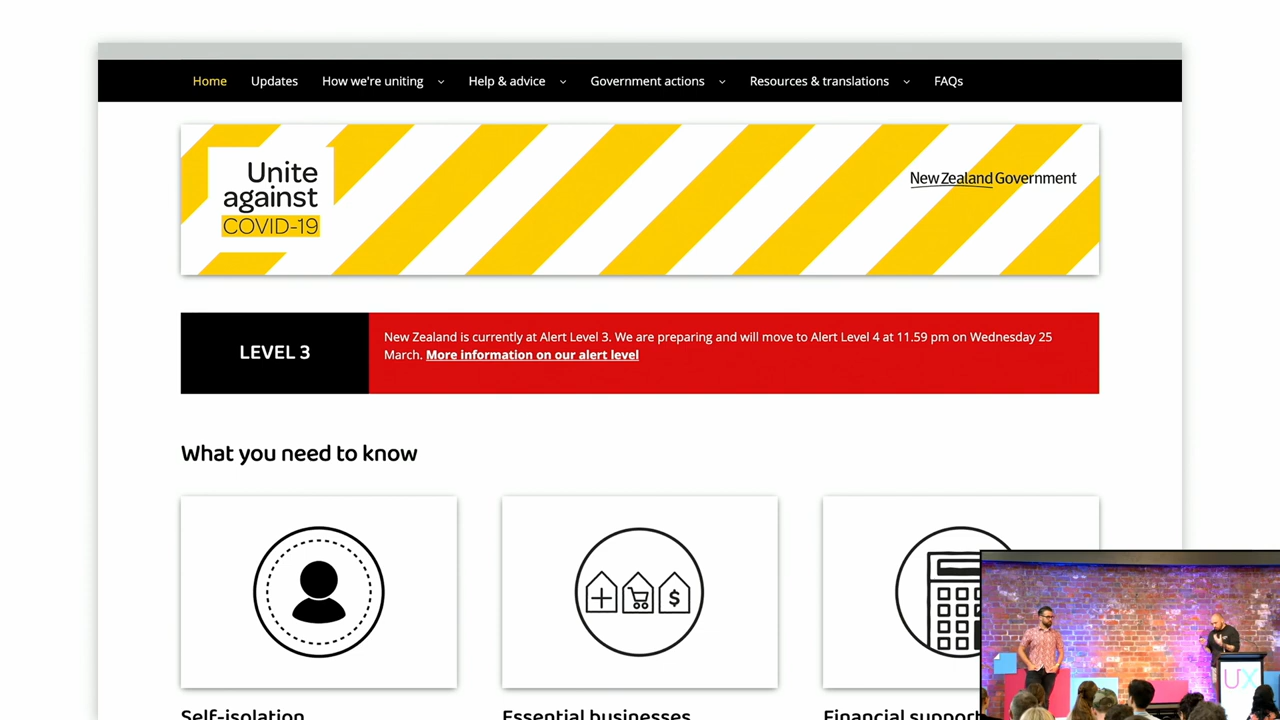 Home Updates How we're uniting Help & advice Government actions Resources & translations FAQs
Unite
against
COVID-19
New Zealand Government
LEVEL 3
New Zealand is currently at Alert Level 3. We are preparing and will move to Alert Level 4 at 11.59 pm on Wednesday 25
March. More information on our alert level
What you need to know
$
Self-isolation Essential businesses Financial support
UX